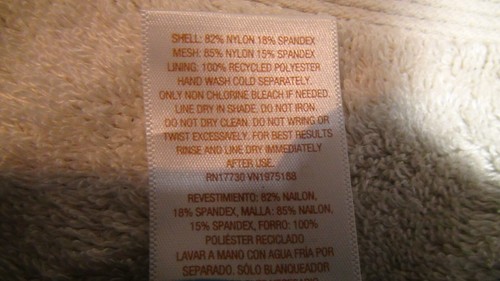 SHELL: 82% NYLON 18% SPANDEX
MESH: 85% NYLON 15% SPANDEX
LINING: 100% RECYCLED POLYESTER
HAND WASH COLD SEPARATELY.
ONLY NON CHLORINE BLEACH IF NEEDED.
LINE DRY IN SHADE. DO NOT IRON.
DO NOT DRY CLEAN. DO NOT WRING OR
TWIST EXCESSIVELY. FOR BEST RESULTS
RINSE AND LINE DRY IMMEDIATELY
AFTER USE.
RN17730 VN1975188
REVESTIMIENTO: 82% NAILON,
18% SPANDEX, MALLA: 85% NAILON,
15% SPANDEX, FORRO: 100%
POLIÉSTER RECICLADO
LAVAR A MANO CON AGUA FRÍA POR
SEPARADO. SÓLO BLANQUEADOR